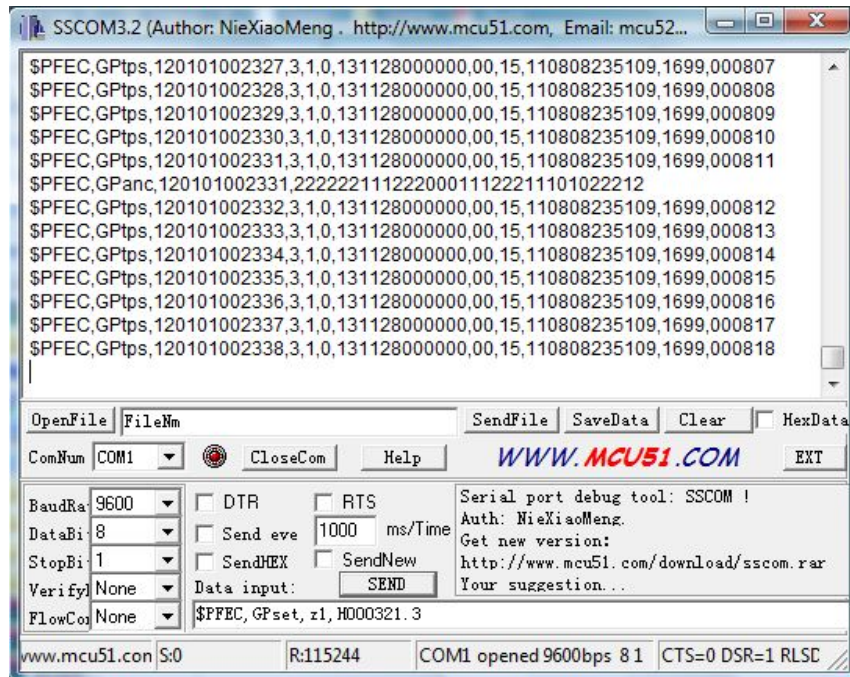 SSCOM3.2 (Author: NieXiaoMeng . http://www.mcu51.com, Email: mcu52...
$PFEC,GPtps,120101002327,3,1,0,131128000000,00,15,110808235109,1699,000807
$PFEC,GPtps,120101002328,3,1,0,131128000000,00,15,110808235109,1699,000808
$PFEC,GPtps,120101002329,3,1,0,131128000000,00,15,110808235109,1699,000809
$PFEC,GPtps,120101002330,3,1,0,131128000000,00,15,110808235109,1699,000810
$PFEC,GPtps,120101002331,3,1,0,131128000000,00,15,110808235109,1699,000811
$PFEC,GPanc,120101002331,22222211122200011122211101022212
$PFEC,GPtps,120101002332,3,1,0,131128000000,00,15,110808235109,1699,000812
$PFEC,GPtps,120101002333,3,1,0,131128000000,00,15,110808235109,1699,000813
$PFEC,GPtps,120101002334,3,1,0,131128000000,00,15,110808235109,1699,000814
$PFEC,GPtps,120101002335,3,1,0,131128000000,00,15,110808235109,1699,000815
$PFEC,GPtps,120101002336,3,1,0,131128000000,00,15,110808235109,1699,000816
$PFEC,GPtps,120101002337,3,1,0,131128000000,00,15,110808235109,1699,000817
$PFEC,GPtps,120101002338,3,1,0,131128000000,00,15,110808235109,1699,000818
OpenFile FileNm SendFile SaveData Clear HexData
ComNum COM1 CloseCom Help WWW.MCU51.COM EXT
BaudRa 9600 DTR RTS
DataBi 8 Send eve 1000 ms/Time
StopBi 1 SendHEX SendNew
Verify None Data input: SEND
FlowCo None $PFEC,GPset,z1,H000321.3
Serial port debug tool: SSCOM !
Auth: NieXiaoMeng.
Get new version:
http://www.mcu51.com/download/sscom.rar
Your suggestion...
www.mcu51.con S:0 R:115244 COM1 opened 9600bps 8 1 CTS=0 DSR=1 RLSD